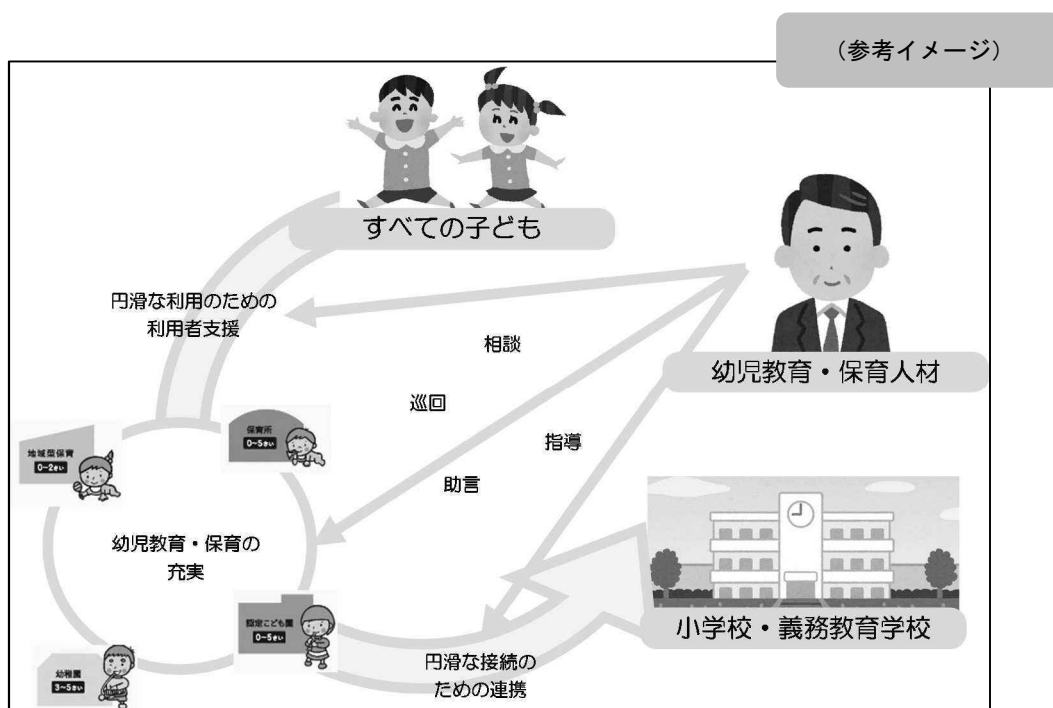 (参考イメージ)
すべての子ども
円滑な利用のための
利用者支援
相談
幼児教育・保育人材
巡回
指導
助言
地域型保育
0~2さい
保育所
0~5さい
幼児教育・保育の
充実
認定こども園
0~5さい
幼稚園
3~5さい
小学校・義務教育学校
円滑な接続の
ための連携